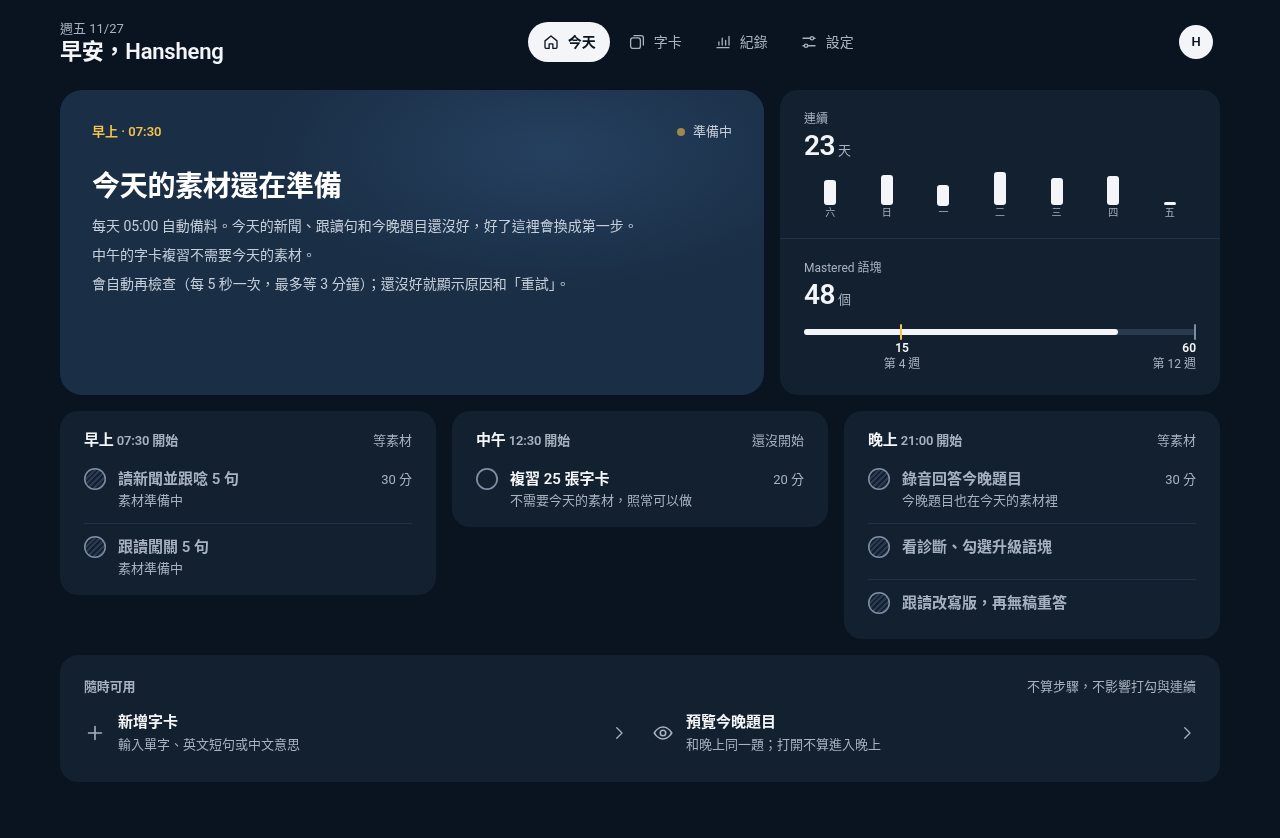 週五 11/27
早安，Hansheng
今天
字卡
紀錄
設定
H
早上 · 07:30
準備中
今天的素材還在準備
每天 05:00 自動備料。今天的新聞、跟讀句和今晚題目還沒好，好了這裡會換成第一步。
中午的字卡複習不需要今天的素材。
會自動再檢查（每 5 秒一次，最多等 3 分鐘）；還沒好就顯示原因和「重試」。
連續
23 天
六 日 一 二 三 四 五
Mastered 語塊
48 個
15 60
第 4 週 第 12 週
早上 07:30 開始 等素材
讀新聞並跟唸 5 句 30 分
素材準備中
跟讀闖關 5 句
素材準備中
中午 12:30 開始 還沒開始
複習 25 張字卡 20 分
不需要今天的素材，照常可以做
晚上 21:00 開始 等素材
錄音回答今晚題目 30 分
今晚題目也在今天的素材裡
看診斷、勾選升級語塊
跟讀改寫版，再無稿重答
隨時可用 不算步驟，不影響打勾與連續
新增字卡
輸入單字、英文短句或中文意思
預覽今晚題目
和晚上同一題；打開不算進入晚上